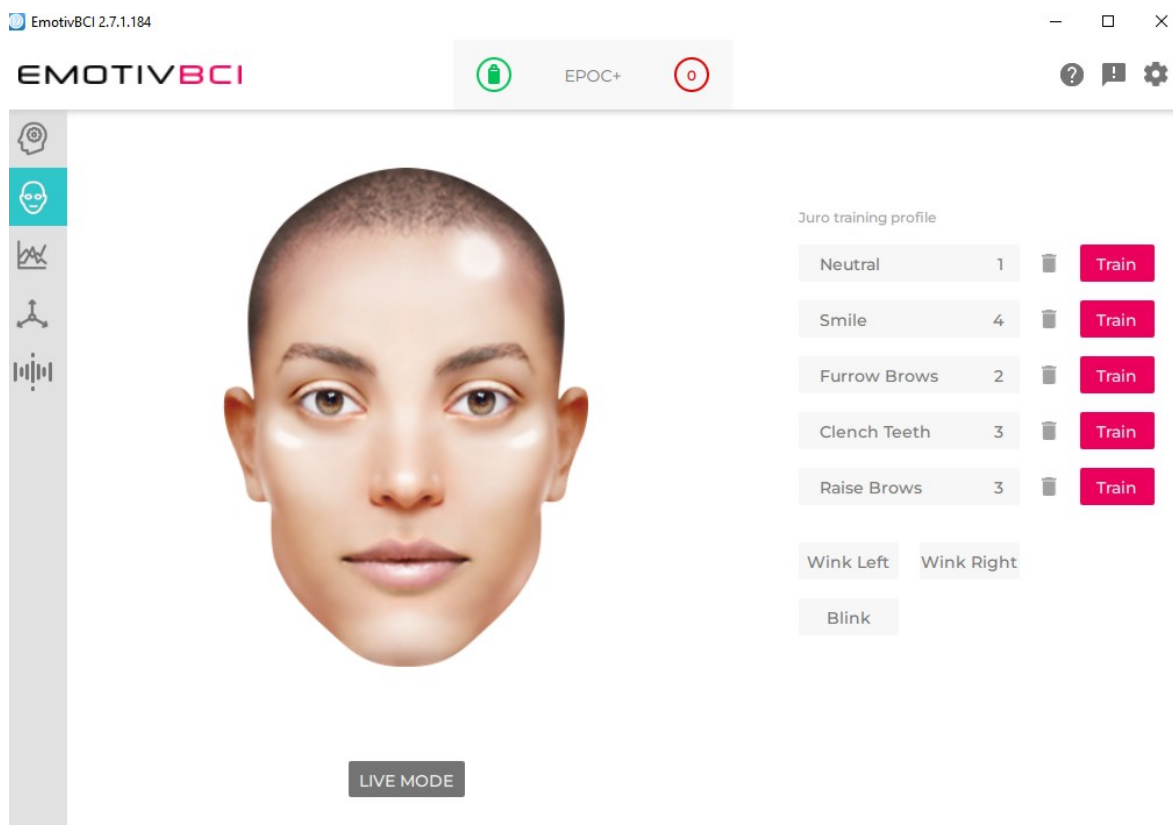 EmotivBCI 2.7.1.184
EMOTIVBCI
EPOC+ 0
Juro training profile
Neutral 1 Train
Smile 4 Train
Furrow Brows 2 Train
Clench Teeth 3 Train
Raise Brows 3 Train
Wink Left Wink Right
Blink
LIVE MODE